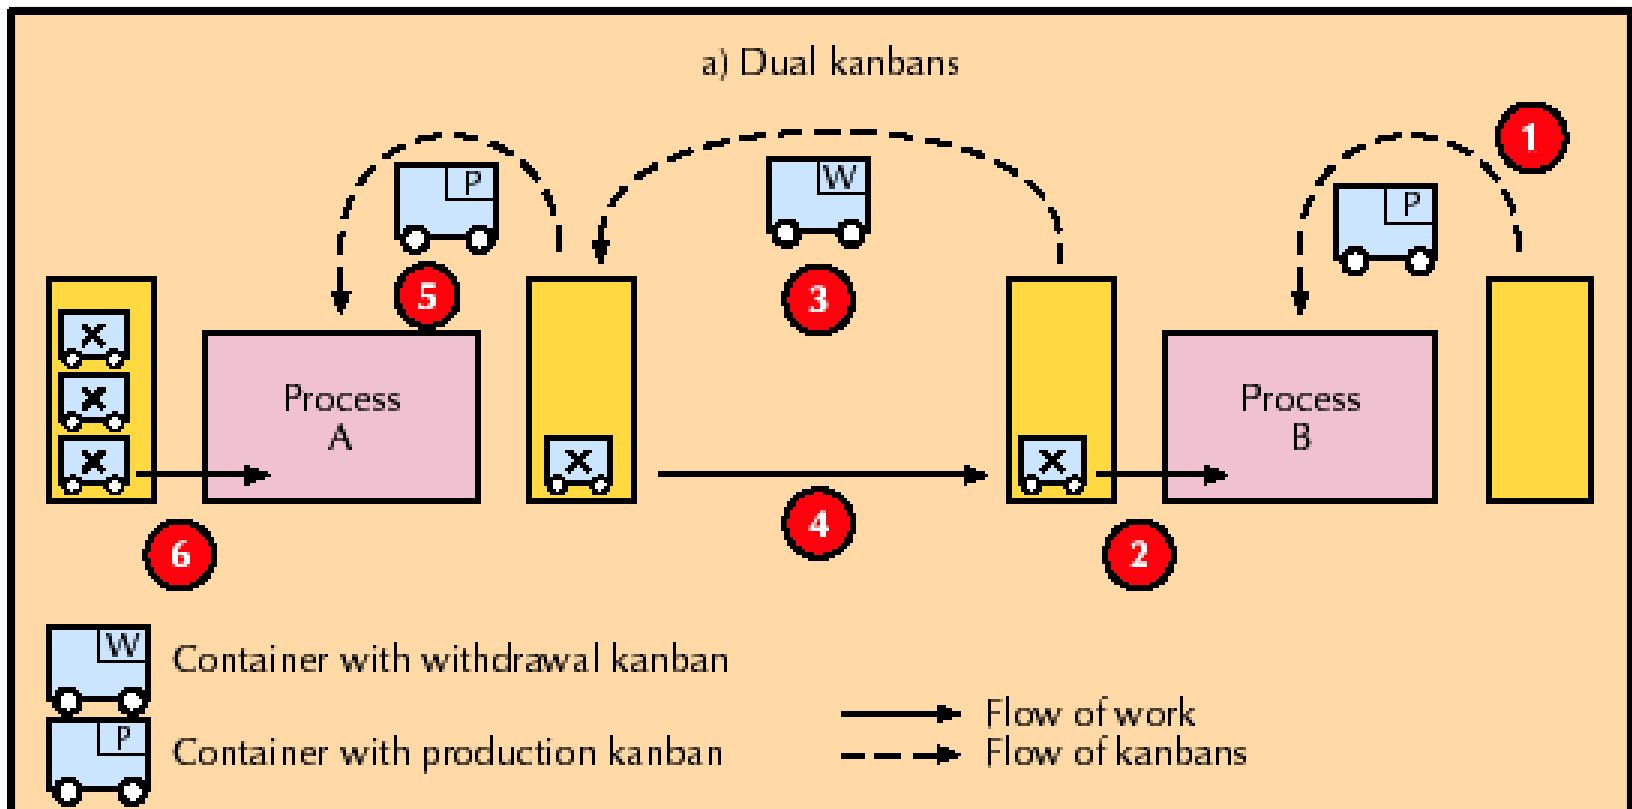 a) Dual kanbans
1
P
W
P
5
3
X
X
X
Process
A
X
X
Process
B
4
6
2
W
Container with withdrawal kanban
P
Container with production kanban
Flow of work
Flow of kanbans